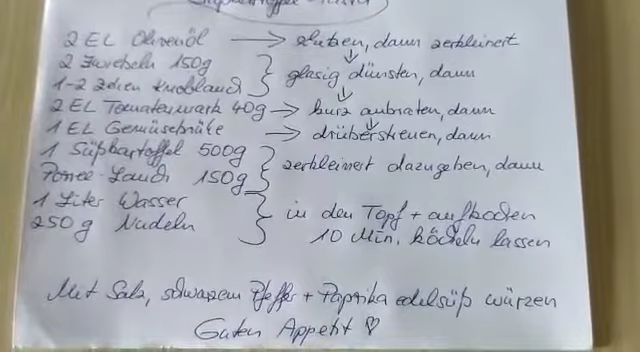 2 EL Olivenöl → erhitzen, dann zerkleinert
2 Zwiebeln 150g
1-2 Zehen Knoblauch } glasig dünsten, dann
2 EL Tomatenmark 40g → kurz anbraten, dann
1 EL Gemüsebrühe → drüberstreuen, dann
1 Süßkartoffel 500g
Porree-Lauch 150g } zerkleinert dazugeben, dann
1 Liter Wasser
250 g Nudeln } in den Topf + aufkochen
10 Min. köcheln lassen
Mit Salz, schwarzem Pfeffer + Paprika edelsüß würzen
Guten Appetit ♡